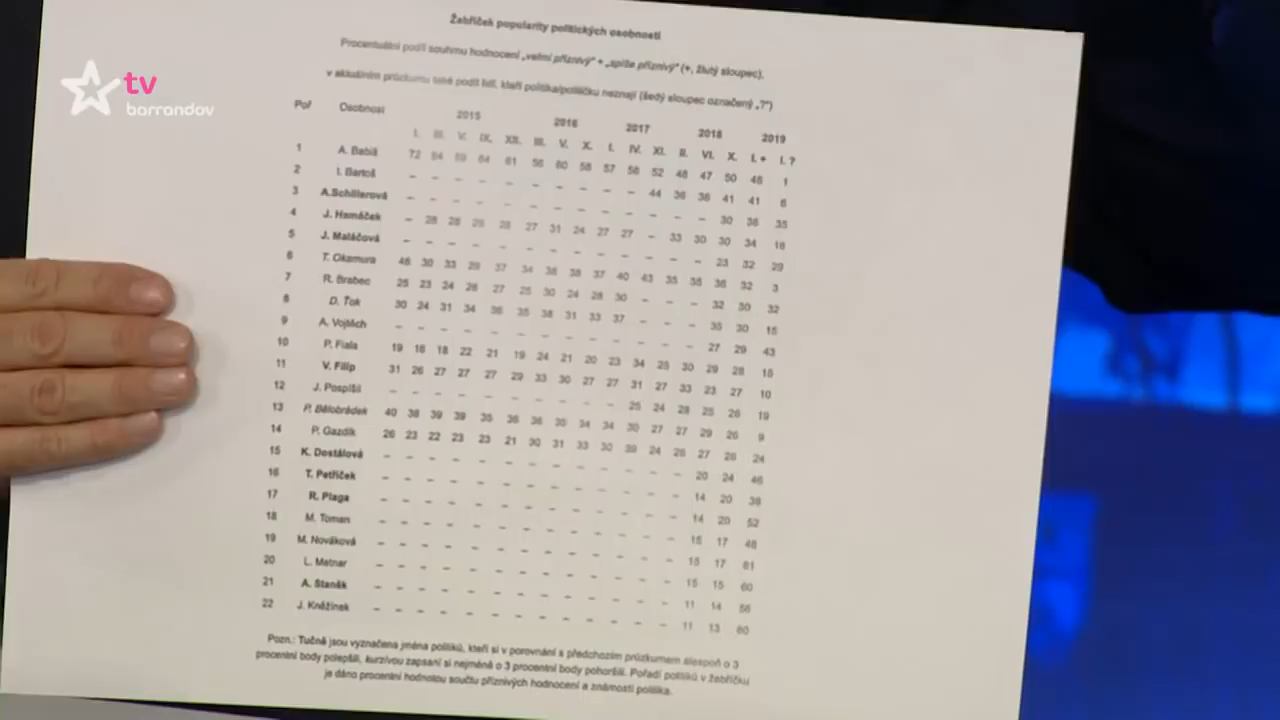 tv
barrandov
Žebříček popularity politických osobností
Procentuální podíl souhrnu hodnocení „velmi příznivý" + „spíše příznivý" (+, žlutý sloupec),
v aktuálním průzkumu také podíl lidí, kteří politika/političku neznají (šedý sloupec označený „?")
Poř Osobnost 2015 2016 2017 2018 2019
I. III. V. IX. XII. III. V. X. I. IV. XI. II. VI. X. I. + I. ?
1 A. Babiš 72 61 56 60 58 57 58 52 48 47 50 48 1
2 I. Bartoš – – – – – – – – – – 44 36 36 41 41 6
3 A.Schillerová – – – – – – – – – – – – – 30 36 35
4 J. Hamáček – 28 28 28 27 31 24 27 27 – 33 30 30 34 18
5 J. Maláčová – – – – – – – – – – – – – 23 32 29
6 T. Okamura 46 30 33 29 37 34 38 38 37 40 43 35 35 36 32 3
7 R. Brabec 25 23 24 26 27 25 30 24 28 30 – – – 32 30 32
8 D. Ťok 30 24 31 34 36 35 38 31 33 37 – – – 35 30 15
9 A. Vojtěch – – – – – – – – – – – – – 27 29 43
10 P. Fiala 19 18 18 22 21 19 24 21 20 23 34 25 30 29 28 18
11 V. Filip 31 26 27 27 27 29 33 30 27 27 31 27 33 23 27 10
12 J. Pospíšil – – – – – – – – – – 25 24 28 25 26 19
13 P. Bělobrádek 40 38 39 39 35 36 36 35 34 34 30 27 27 29 26 9
14 P. Gazdík 26 23 22 23 23 21 30 31 33 30 39 24 26 27 26 24
15 K. Dostálová – – – – – – – – – – – – – 20 24 46
16 T. Petříček – – – – – – – – – – – – – 14 20 38
17 R. Plaga – – – – – – – – – – – – – 14 20 52
18 M. Toman – – – – – – – – – – – – – 15 17 48
19 M. Nováková – – – – – – – – – – – – – 15 17 61
20 L. Metnar – – – – – – – – – – – – – 15 15 60
21 A. Staněk – – – – – – – – – – – – – 11 14 56
22 J. Kněžínek – – – – – – – – – – – – – 11 13 60
Pozn.: Tučně jsou vyznačena jména politiků, kteří si v porovnání s předchozím průzkumem alespoň o 3
procentní body polepšili, kurzívou zapsaní si nejméně o 3 procentní body pohoršili. Pořadí politiků v žebříčku
je dáno procentní hodnotou součtu příznivých hodnocení a známostí politika.